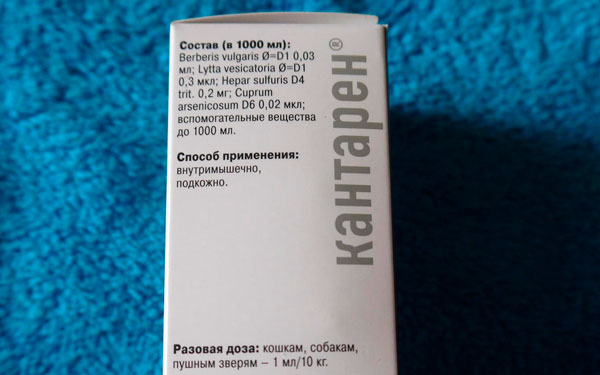 Состав (в 1000 мл):
Berberis vulgaris Ø=D1 0,03
мл; Lytta vesicatoria Ø=D1
0,3 мкл; Hepar sulfuris D4
trit. 0,2 мг; Cuprum
arsenicosum D6 0,02 мкл;
вспомогательные вещества
до 1000 мл.
Способ применения:
внутримышечно,
подкожно.
кантарен®
Разовая доза: кошкам, собакам,
пушным зверям – 1 мл/10 кг.